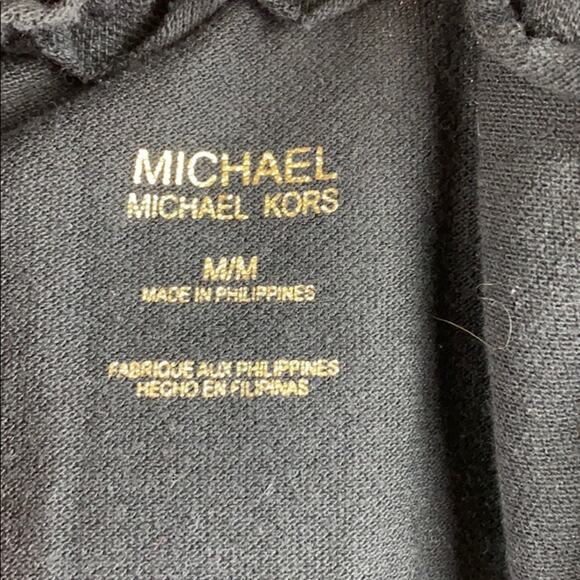 MICHAEL
MICHAEL KORS
M/M
MADE IN PHILIPPINES
FABRIQUE AUX PHILIPPINES
HECHO EN FILIPINAS